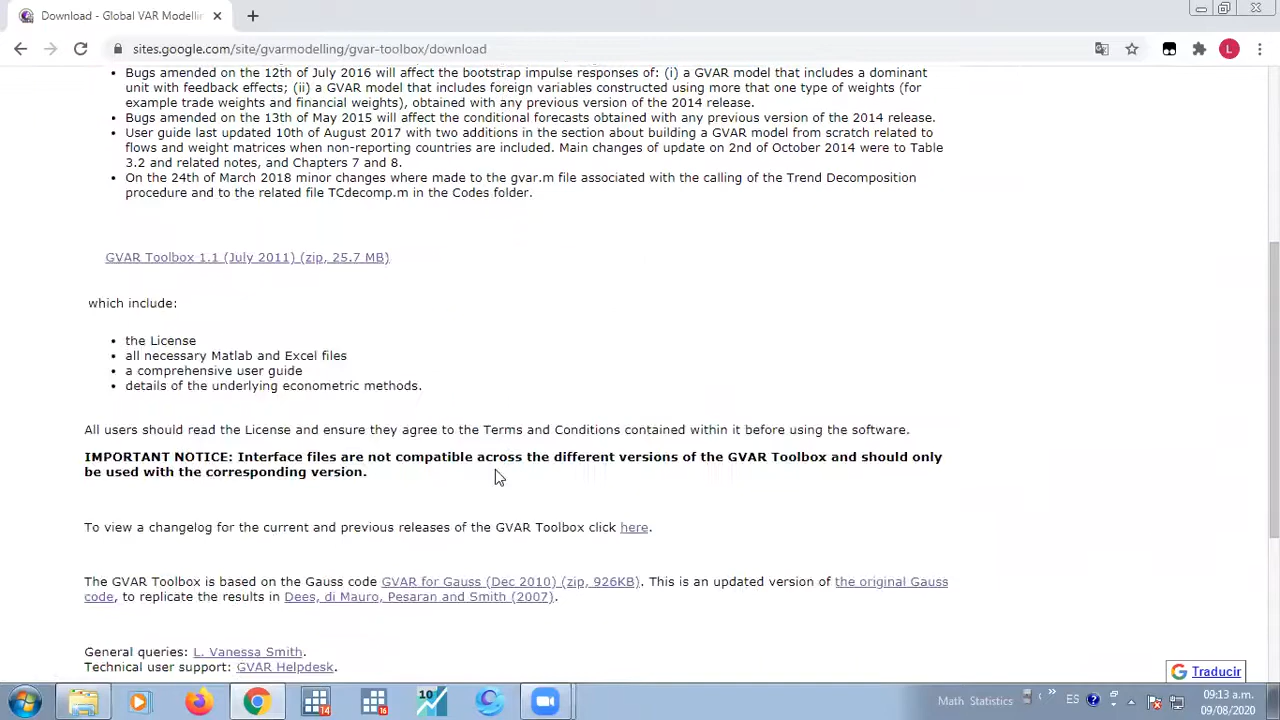 Download - Global VAR Modellin
sites.google.com/site/gvarmodelling/gvar-toolbox/download
L
Bugs amended on the 12th of July 2016 will affect the bootstrap impulse responses of: (i) a GVAR model that includes a dominant
unit with feedback effects; (ii) a GVAR model that includes foreign variables constructed using more that one type of weights (for
example trade weights and financial weights), obtained with any previous version of the 2014 release.
Bugs amended on the 13th of May 2015 will affect the conditional forecasts obtained with any previous version of the 2014 release.
User guide last updated 10th of August 2017 with two additions in the section about building a GVAR model from scratch related to
flows and weight matrices when non-reporting countries are included. Main changes of update on 2nd of October 2014 were to Table
3.2 and related notes, and Chapters 7 and 8.
On the 24th of March 2018 minor changes where made to the gvar.m file associated with the calling of the Trend Decomposition
procedure and to the related file TCdecomp.m in the Codes folder.
GVAR Toolbox 1.1 (July 2011) (zip, 25.7 MB)
which include:
the License
all necessary Matlab and Excel files
a comprehensive user guide
details of the underlying econometric methods.
All users should read the License and ensure they agree to the Terms and Conditions contained within it before using the software.
IMPORTANT NOTICE: Interface files are not compatible across the different versions of the GVAR Toolbox and should only
be used with the corresponding version.
To view a changelog for the current and previous releases of the GVAR Toolbox click here.
The GVAR Toolbox is based on the Gauss code GVAR for Gauss (Dec 2010) (zip, 926KB). This is an updated version of the original Gauss
code, to replicate the results in Dees, di Mauro, Pesaran and Smith (2007).
General queries: L. Vanessa Smith.
Technical user support: GVAR Helpdesk.
G Traducir
14
16
10
Math Statistics
ES
09:13 a.m.
09/08/2020